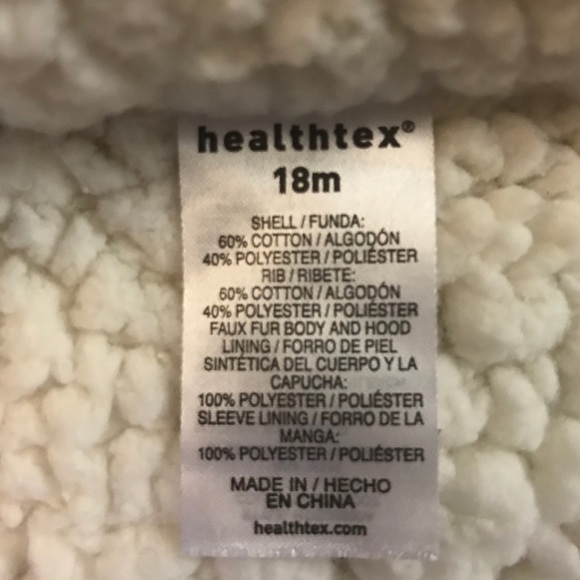 healthtex®
18m
SHELL / FUNDA:
60% COTTON / ALGODÓN
40% POLYESTER / POLIÉSTER
RIB / RIBETE:
60% COTTON / ALGODÓN
40% POLYESTER / POLIÉSTER
FAUX FUR BODY AND HOOD
LINING / FORRO DE PIEL
SINTÉTICA DEL CUERPO Y LA
CAPUCHA:
100% POLYESTER / POLIÉSTER
SLEEVE LINING / FORRO DE LA
MANGA:
100% POLYESTER / POLIÉSTER
MADE IN / HECHO
EN CHINA
healthtex.com